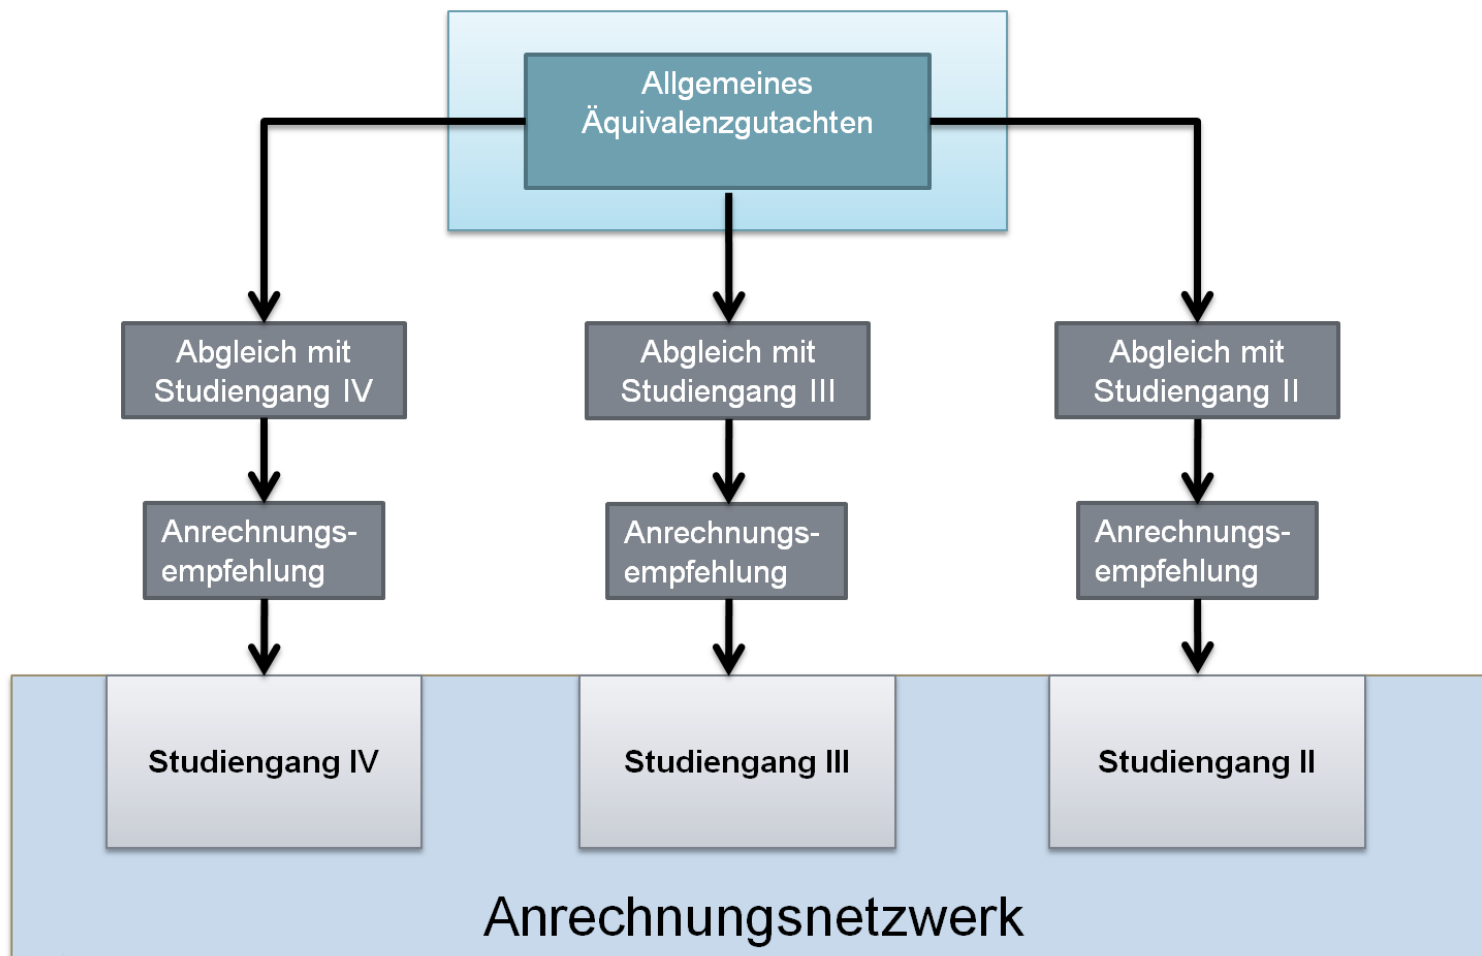 Allgemeines
Äquivalenzgutachten
Abgleich mit
Studiengang IV
Abgleich mit
Studiengang III
Abgleich mit
Studiengang II
Anrechnungs-
empfehlung
Anrechnungs-
empfehlung
Anrechnungs-
empfehlung
Studiengang IV
Studiengang III
Studiengang II
Anrechnungsnetzwerk